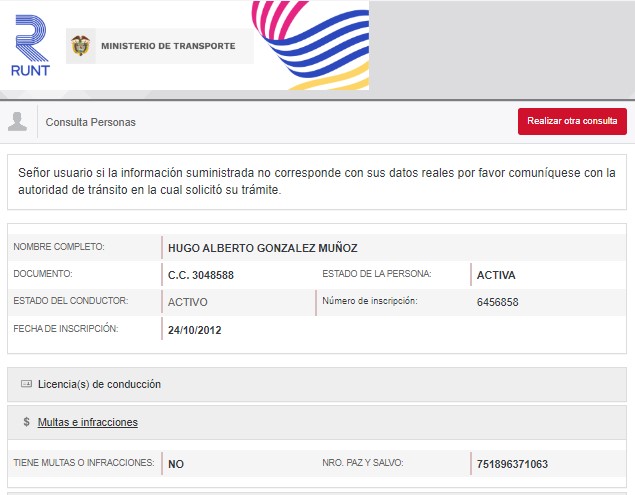 RUNT
MINISTERIO DE TRANSPORTE
Consulta Personas
Realizar otra consulta
Señor usuario si la información suministrada no corresponde con sus datos reales por favor comuníquese con la
autoridad de tránsito en la cual solicitó su trámite.
NOMBRE COMPLETO: HUGO ALBERTO GONZALEZ MUÑOZ
DOCUMENTO: C.C. 3048588 ESTADO DE LA PERSONA: ACTIVA
ESTADO DEL CONDUCTOR: ACTIVO Número de inscripción: 6456858
FECHA DE INSCRIPCIÓN: 24/10/2012
Licencia(s) de conducción
$ Multas e infracciones
TIENE MULTAS O INFRACCIONES: NO NRO. PAZ Y SALVO: 751896371063